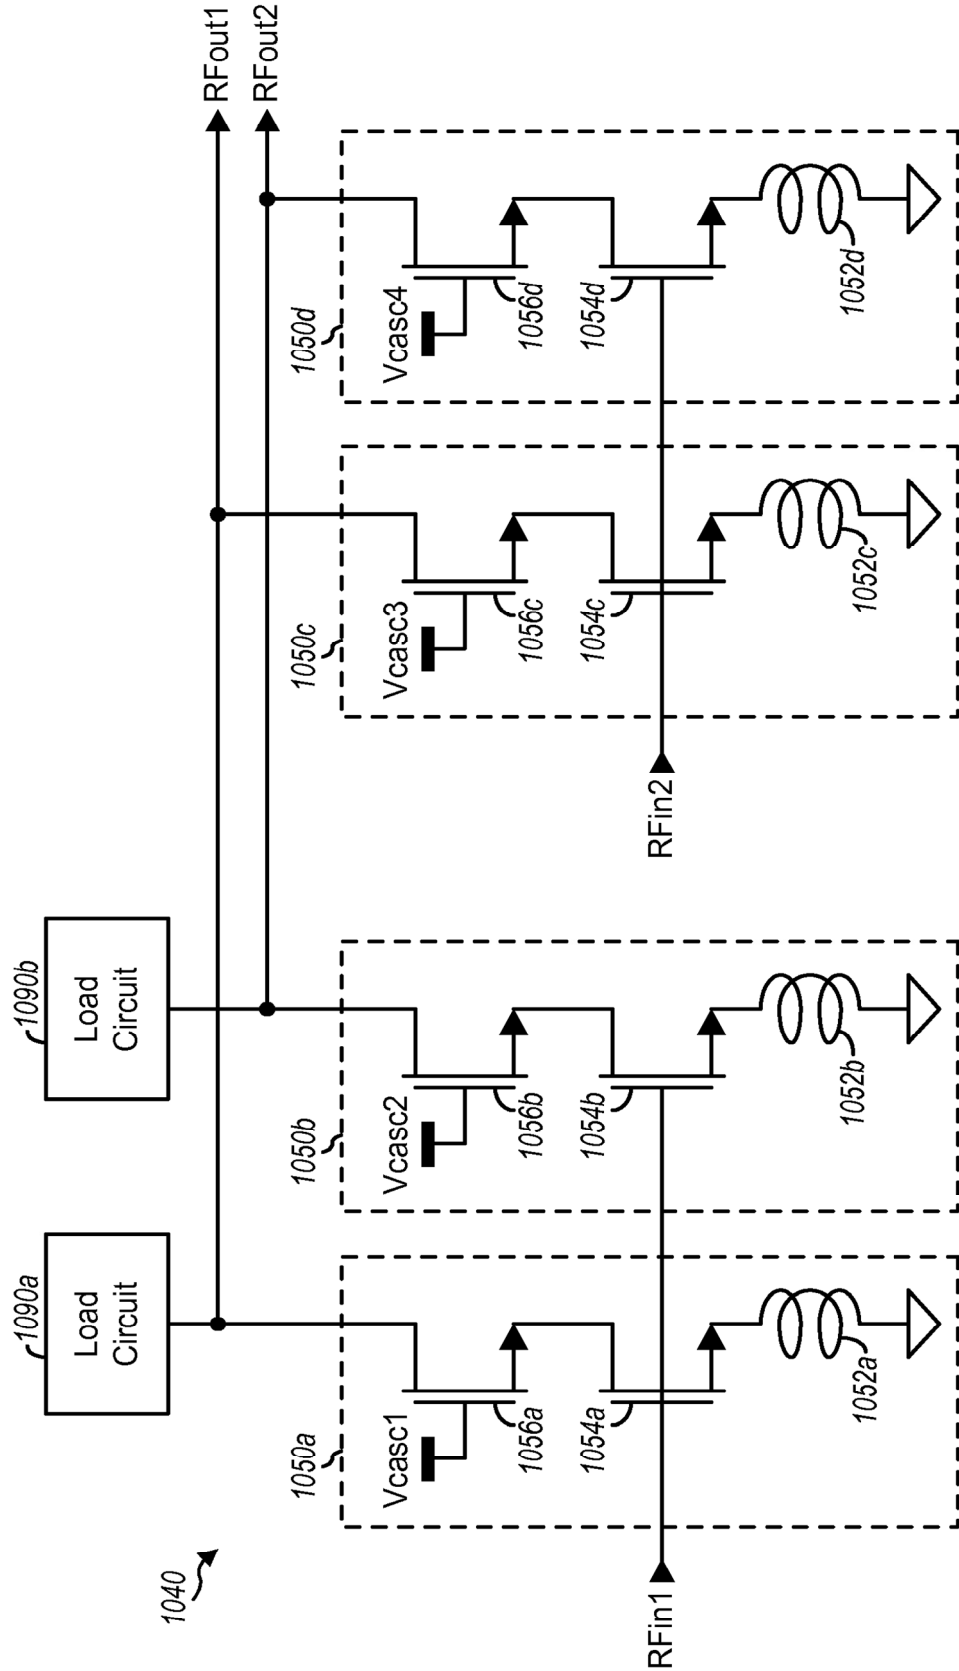 1040
1090a
Load
Circuit
1090b
Load
Circuit
RFout1
RFout2
1050a
Vcasc1
1056a
1054a
1052a
RFin1
1050b
Vcasc2
1056b
1054b
1052b
1050c
Vcasc3
1056c
1054c
1052c
RFin2
1050d
Vcasc4
1056d
1054d
1052d